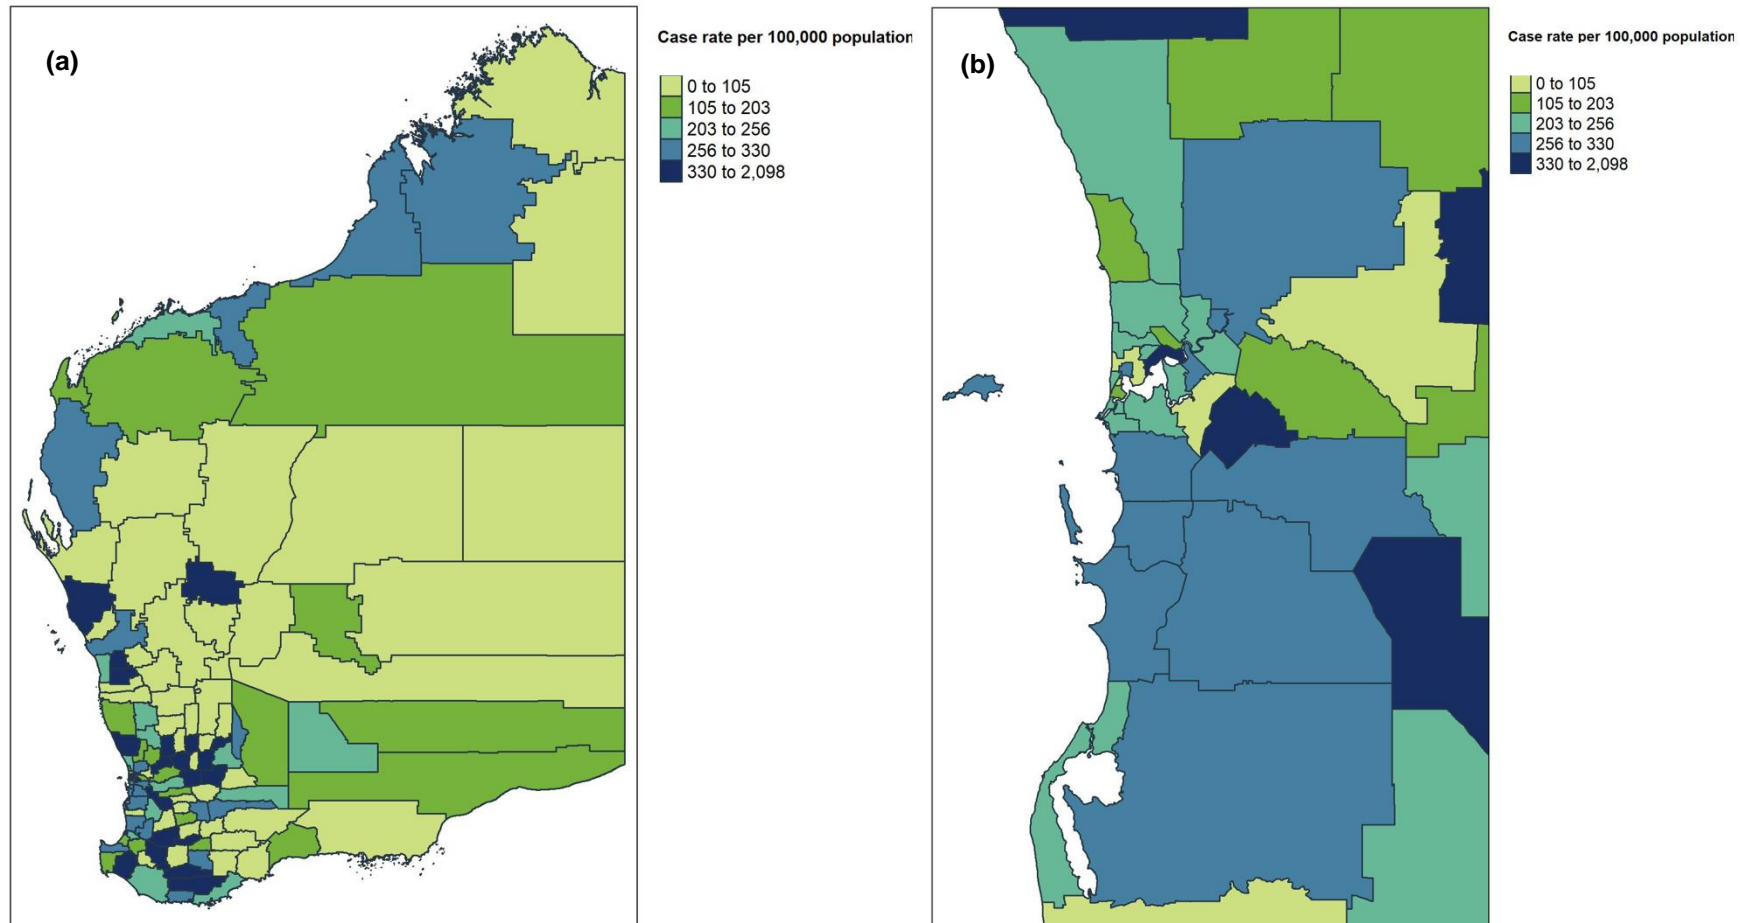 (a)
Case rate per 100,000 population
0 to 105
105 to 203
203 to 256
256 to 330
330 to 2,098
(b)
Case rate per 100,000 population
0 to 105
105 to 203
203 to 256
256 to 330
330 to 2,098